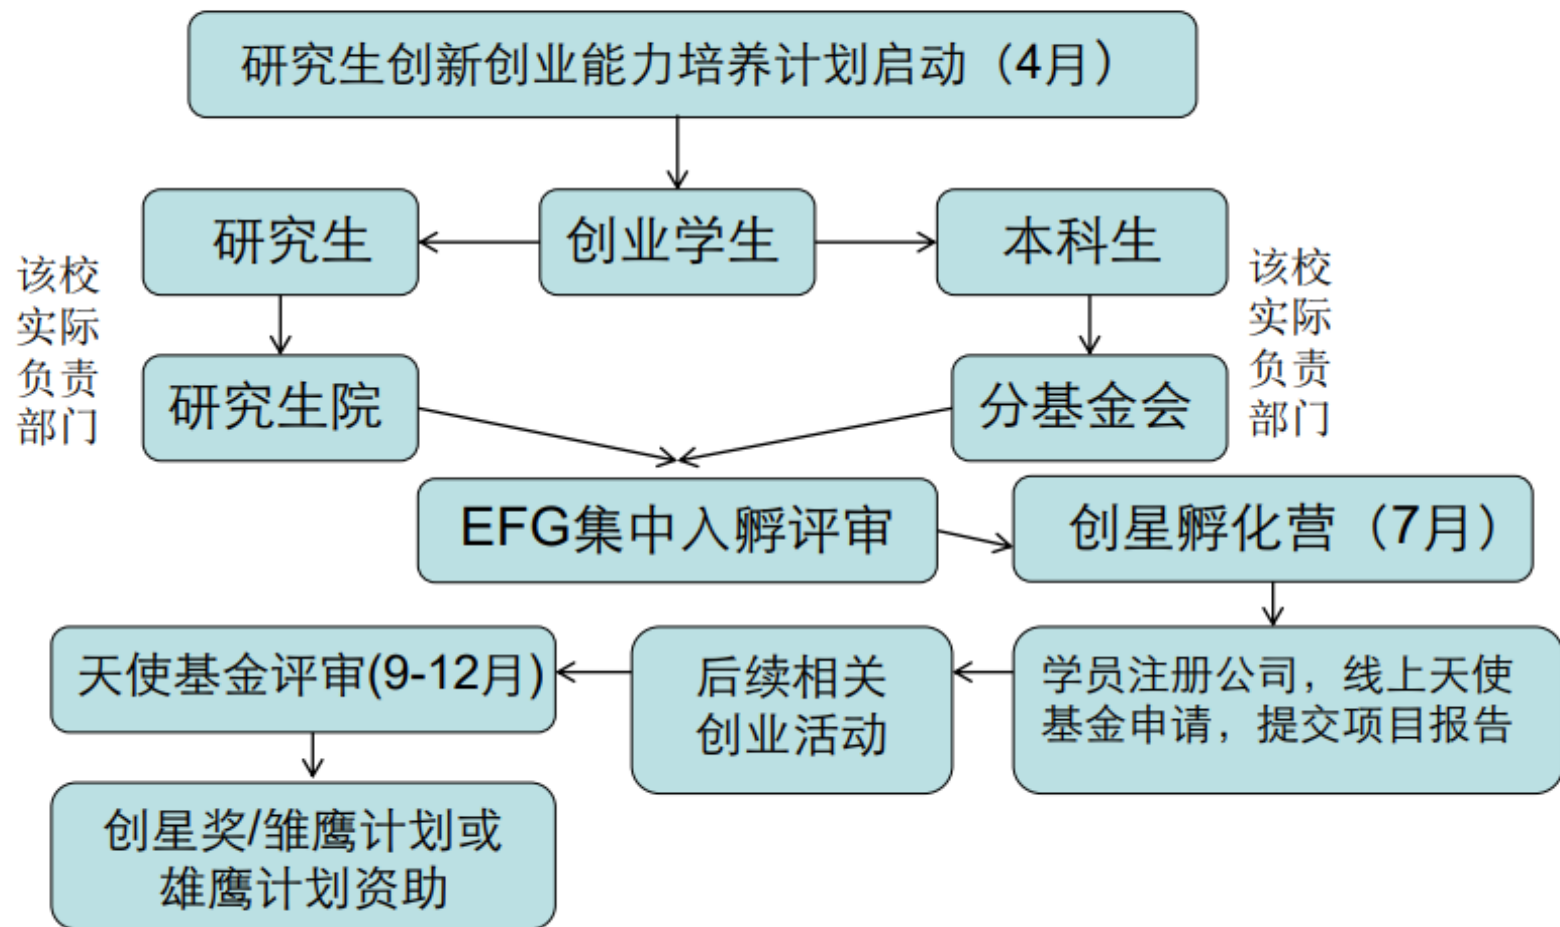 研究生创新创业能力培养计划启动（4月）
研究生
创业学生
本科生
该校
实际
负责
部门
该校
实际
负责
部门
研究生院
分基金会
EFG集中入孵评审
创星孵化营（7月）
天使基金评审(9-12月)
后续相关
创业活动
学员注册公司，线上天使
基金申请，提交项目报告
创星奖/雏鹰计划或
雄鹰计划资助